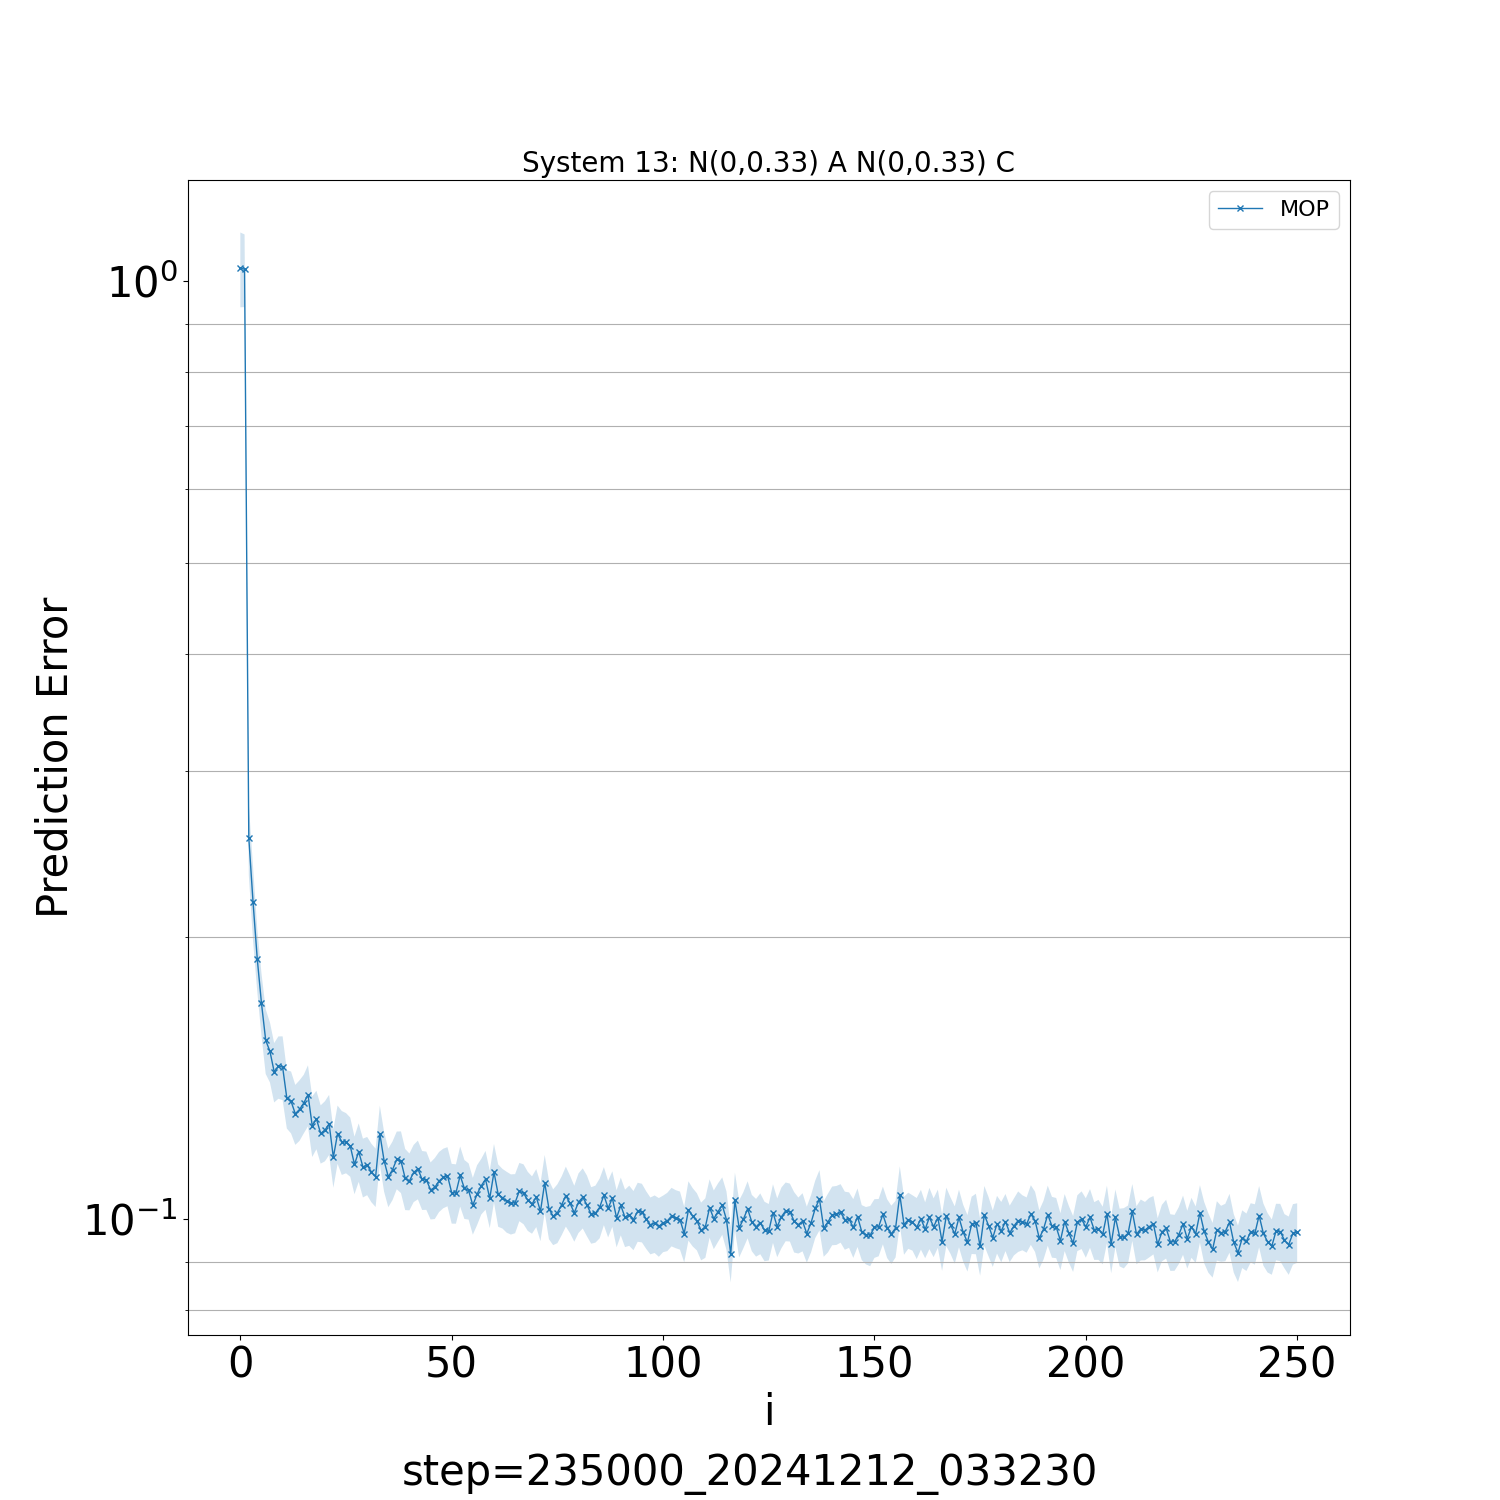 System 13: N(0,0.33) A N(0,0.33) C
MOP
10⁰
10⁻¹
Prediction Error
0 50 100 150 200 250
i
step=235000_20241212_033230